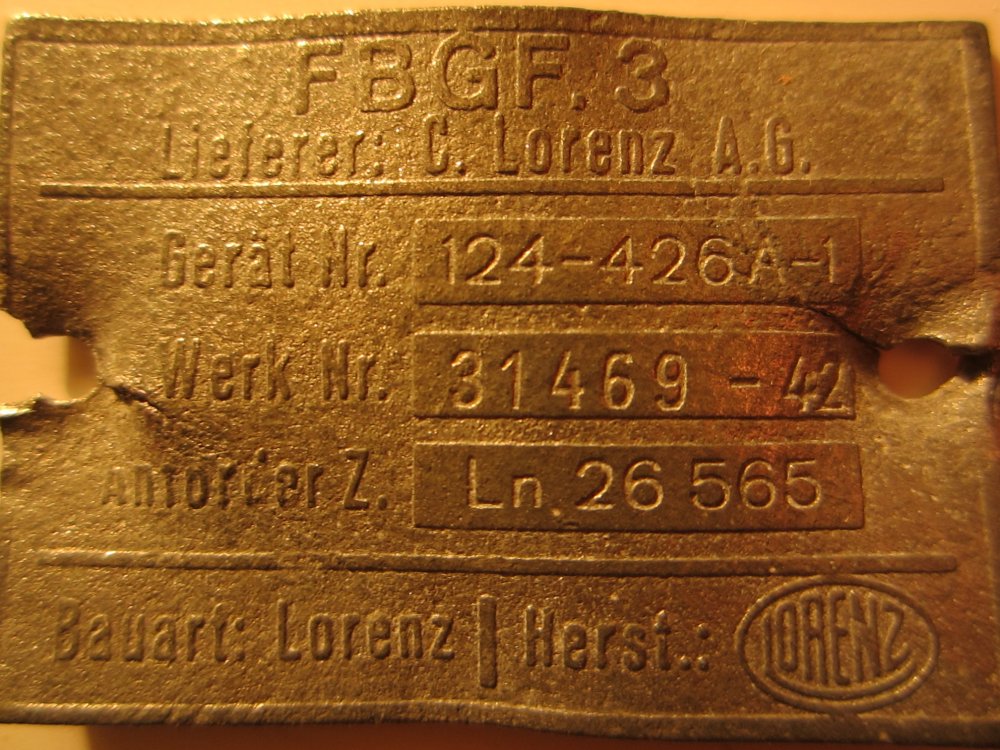 FBGF. 3
Lieferer: C. Lorenz A.G.
Gerät Nr. 124-426A-1
Werk Nr. 31469 - 42
Anforder Z. Ln 26 565
Bauart: Lorenz | Herst.: LORENZ